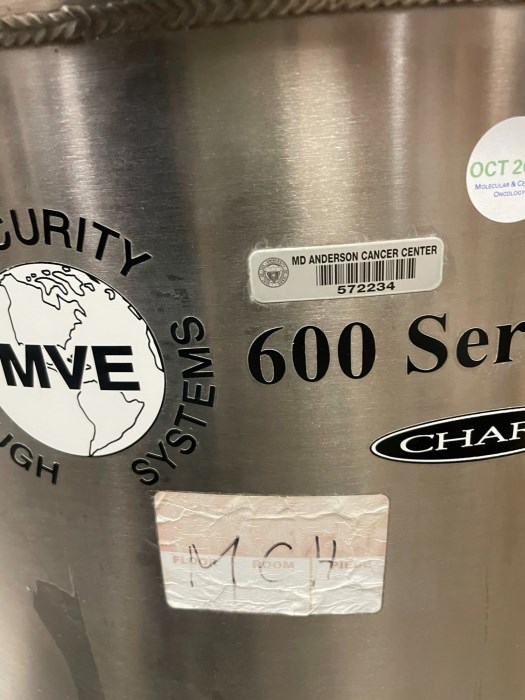 OCT 20
MOLECULAR & CE
ONCOLOGY
CURITY
SYSTEMS
UGH
MVE
MD ANDERSON CANCER CENTER
572234
600 Ser
CHAR
FLOOR ROOM PIECE
M C H